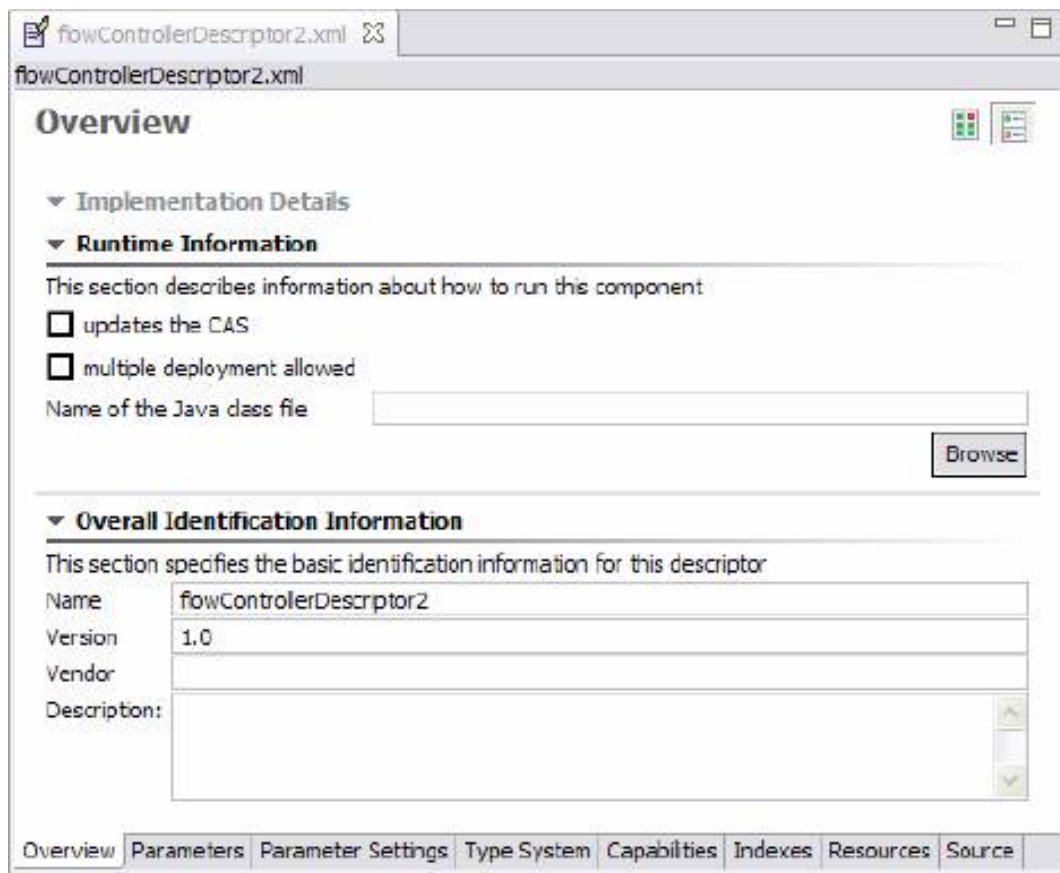 flowControllerDescriptor2.xml
flowControllerDescriptor2.xml
Overview
Implementation Details
Runtime Information
This section describes information about how to run this component
updates the CAS
multiple deployment allowed
Name of the Java class file
Browse
Overall Identification Information
This section specifies the basic identification information for this descriptor
Name flowControllerDescriptor2
Version 1.0
Vendor
Description:
Overview Parameters Parameter Settings Type System Capabilities Indexes Resources Source